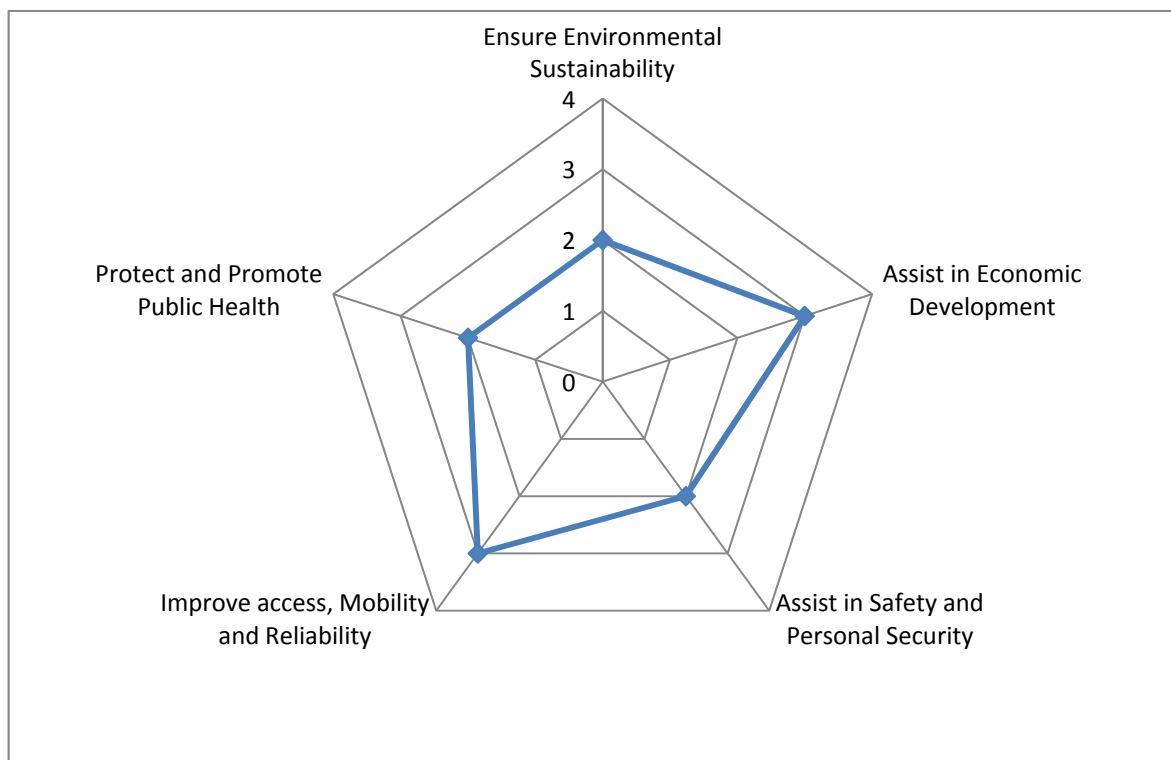 Ensure Environmental
Sustainability
4
3
2
1
0
Assist in Economic
Development
Assist in Safety and
Personal Security
Improve access, Mobility
and Reliability
Protect and Promote
Public Health